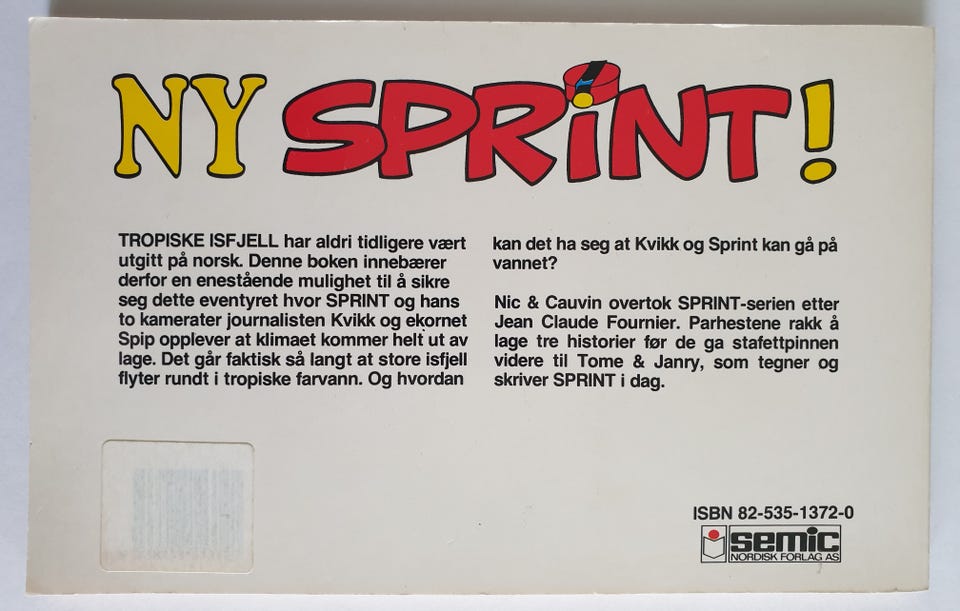 NY SPRiNT!
TROPISKE ISFJELL har aldri tidligere vært
utgitt på norsk. Denne boken innebærer
derfor en enestående mulighet til å sikre
seg dette eventyret hvor SPRINT og hans
to kamerater journalisten Kvikk og ekornet
Spip opplever at klimaet kommer helt ut av
lage. Det går faktisk så langt at store isfjell
flyter rundt i tropiske farvann. Og hvordan
kan det ha seg at Kvikk og Sprint kan gå på
vannet?
Nic & Cauvin overtok SPRINT-serien etter
Jean Claude Fournier. Parhestene rakk å
lage tre historier før de ga stafettpinnen
videre til Tome & Janry, som tegner og
skriver SPRINT i dag.
ISBN 82-535-1372-0
semic
NORDISK FORLAG AS